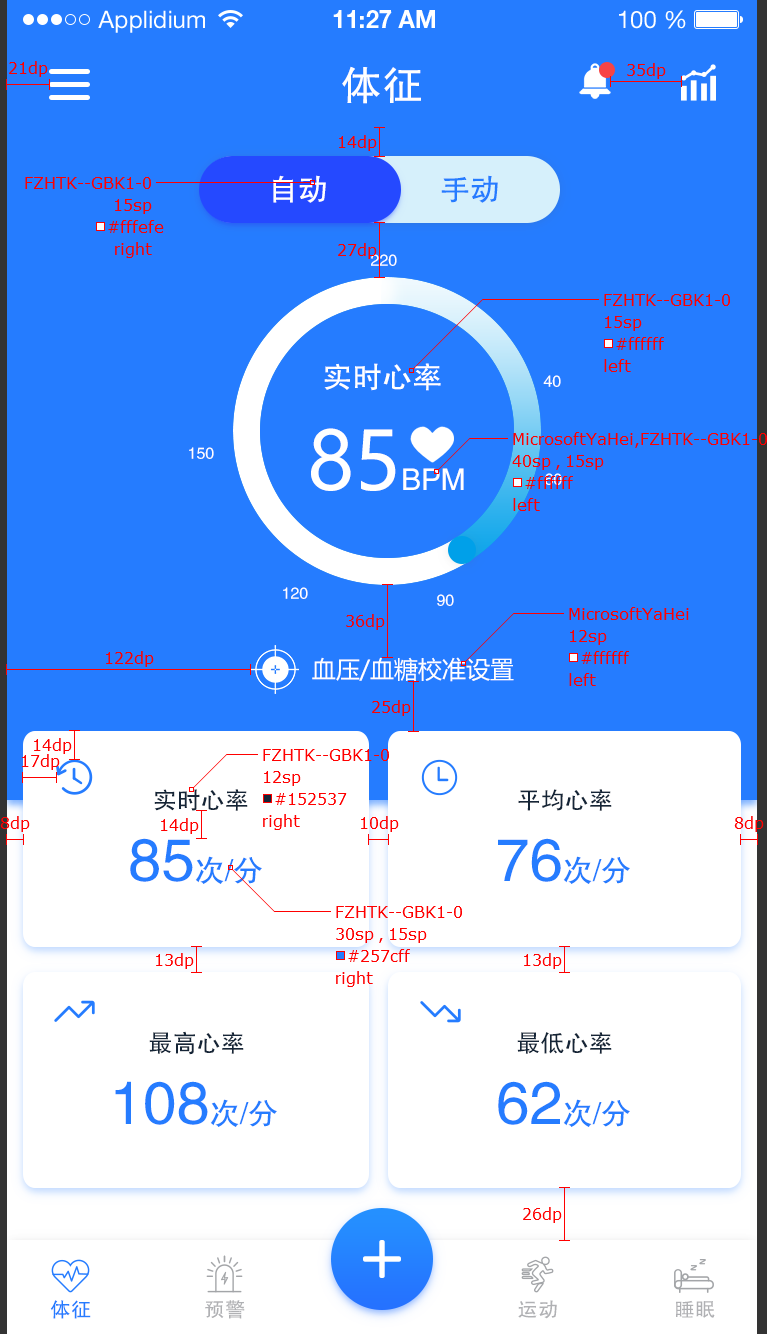 Applidium 11:27 AM 100 %
21dp
体征
35dp
14dp
FZHTK--GBK1-0
15sp
#fffefe
right
自动
手动
27dp
220
FZHTK--GBK1-0
15sp
#ffffff
left
实时心率
40
MicrosoftYaHei,FZHTK--GBK1-0
40sp , 15sp
#ffffff
left
85
BPM
150
120
90
36dp
MicrosoftYaHei
12sp
#ffffff
left
122dp
血压/血糖校准设置
25dp
14dp
17dp
FZHTK--GBK1-0
12sp
#152537
right
实时心率
14dp
85次/分
平均心率
76次/分
8dp
10dp
8dp
FZHTK--GBK1-0
30sp , 15sp
#257cff
right
13dp
13dp
最高心率
108次/分
最低心率
62次/分
26dp
体征
预警
运动
睡眠